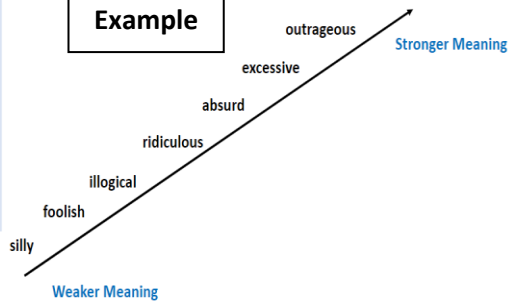 Example
outrageous
Stronger Meaning
excessive
absurd
ridiculous
illogical
foolish
silly
Weaker Meaning